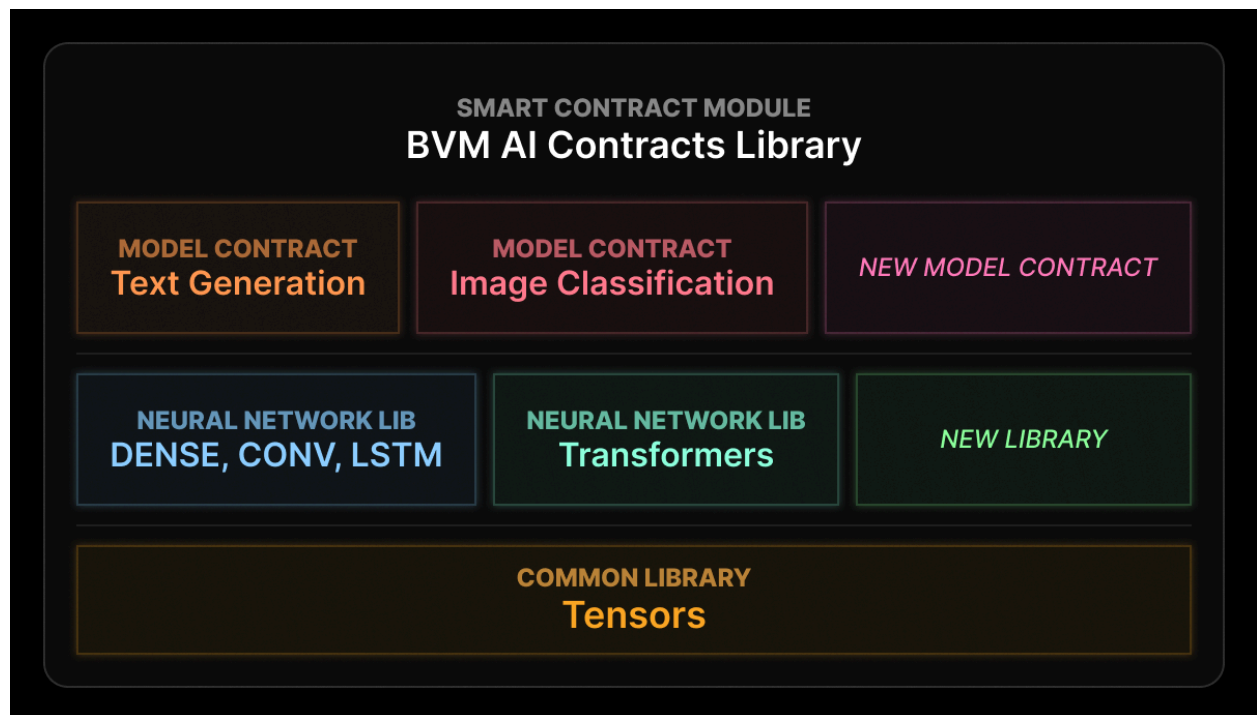 SMART CONTRACT MODULE
BVM AI Contracts Library
MODEL CONTRACT
Text Generation
MODEL CONTRACT
Image Classification
NEW MODEL CONTRACT
NEURAL NETWORK LIB
DENSE, CONV, LSTM
NEURAL NETWORK LIB
Transformers
NEW LIBRARY
COMMON LIBRARY
Tensors